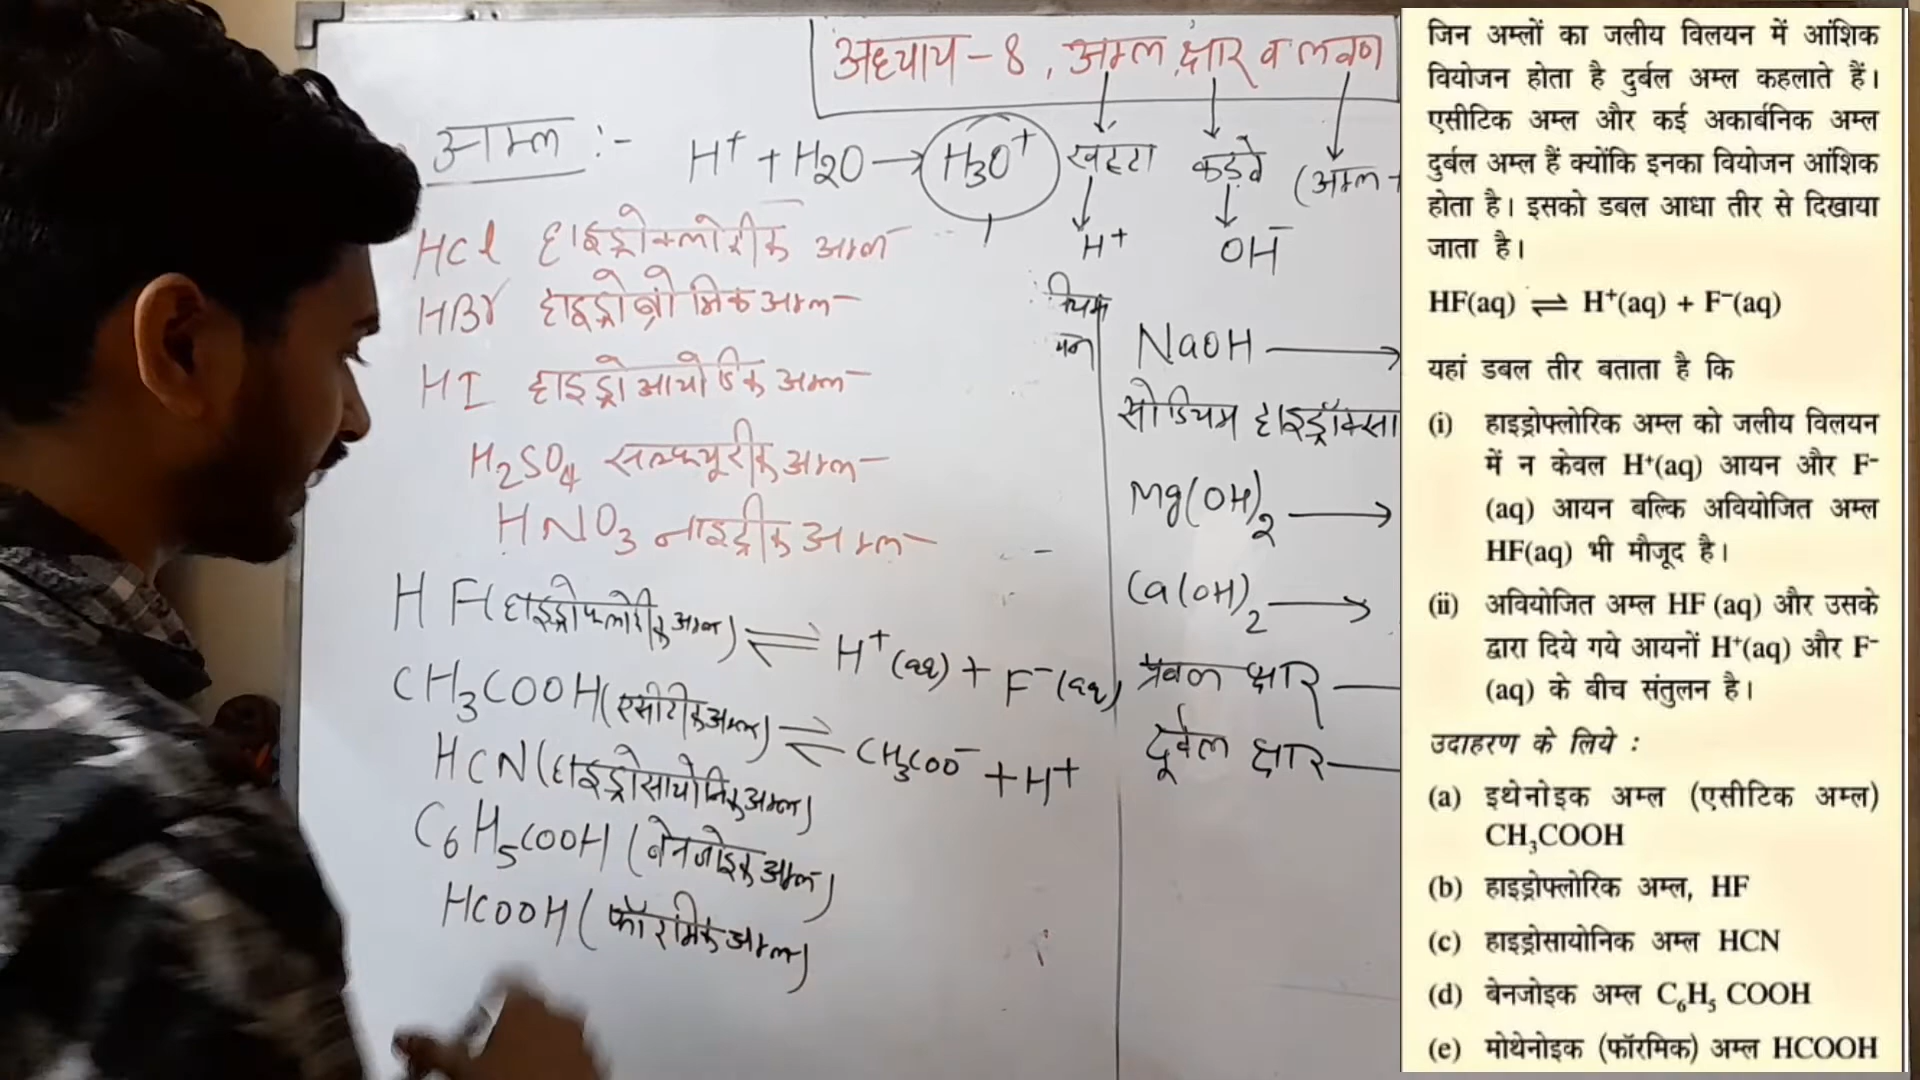 अध्याय - 8, अम्ल क्षार व लवण
अम्ल :- H⁺ + H2O → H₃O⁺
खट्टा कड़वे (अम्ल +
H⁺ OH⁻
HCl हाइड्रोक्लोरीक अम्ल
HBr हाइड्रोब्रोमिक अम्ल
HI हाइड्रोआयोडिक अम्ल
H₂SO₄ सल्फ्यूरीक अम्ल
HNO₃ नाइट्रीक अम्ल
HF (हाइड्रोफ्लोरीक अम्ल) ⇌ H⁺(aq) + F⁻(aq)
CH₃COOH (एसीटीक अम्ल) ⇌ CH₃COO⁻ + H⁺
HCN (हाइड्रोसायोनिक अम्ल)
C₆H₅COOH (बेनजोइक अम्ल)
HCOOH (फॉरमिक अम्ल)
NaOH →
सोडियम हाइड्रॉक्सा
Mg(OH)₂ →
Ca(OH)₂ →
प्रबल क्षार —
दूर्बल क्षार —
जिन अम्लों का जलीय विलयन में आंशिक
वियोजन होता है दुर्बल अम्ल कहलाते हैं।
एसीटिक अम्ल और कई अकार्बनिक अम्ल
दुर्बल अम्ल हैं क्योंकि इनका वियोजन आंशिक
होता है। इसको डबल आधा तीर से दिखाया
जाता है।
HF(aq) ⇌ H⁺(aq) + F⁻(aq)
यहां डबल तीर बताता है कि
(i) हाइड्रोफ्लोरिक अम्ल को जलीय विलयन
में न केवल H⁺(aq) आयन और F⁻
(aq) आयन बल्कि अवियोजित अम्ल
HF(aq) भी मौजूद है।
(ii) अवियोजित अम्ल HF (aq) और उसके
द्वारा दिये गये आयनों H⁺(aq) और F⁻
(aq) के बीच संतुलन है।
उदाहरण के लिये :
(a) इथेनोइक अम्ल (एसीटिक अम्ल)
CH₃COOH
(b) हाइड्रोफ्लोरिक अम्ल, HF
(c) हाइड्रोसायोनिक अम्ल HCN
(d) बेनजोइक अम्ल C₆H₅ COOH
(e) मोथेनोइक (फॉरमिक) अम्ल HCOOH